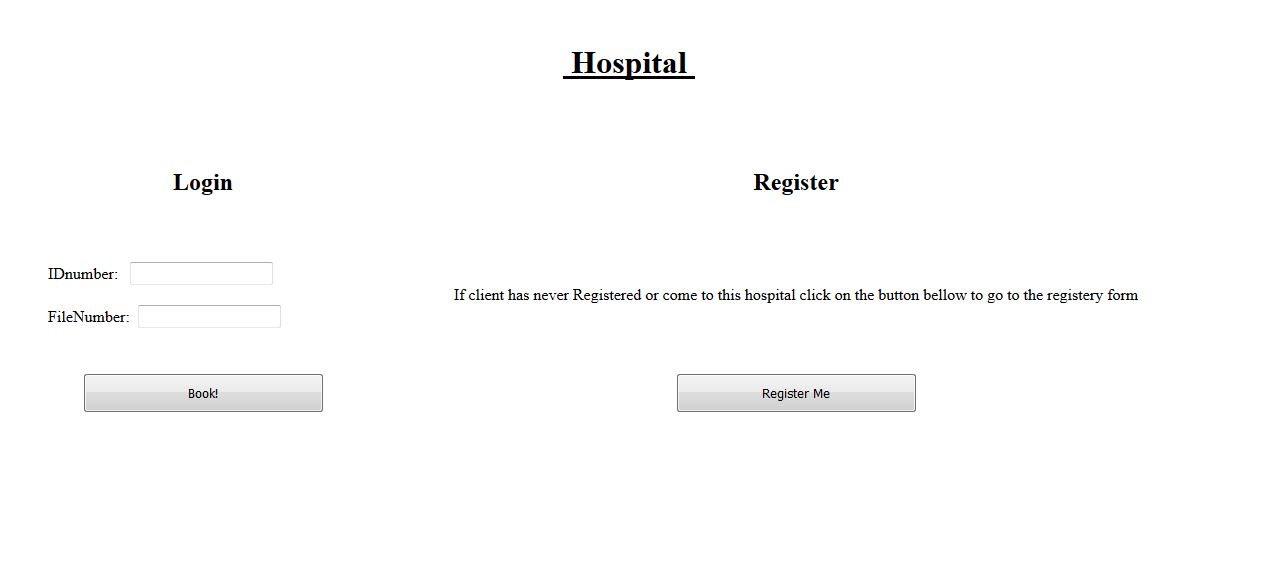 Hospital
Login
Register
IDnumber:
If client has never Registered or come to this hospital click on the button bellow to go to the registery form
FileNumber:
Book!
Register Me